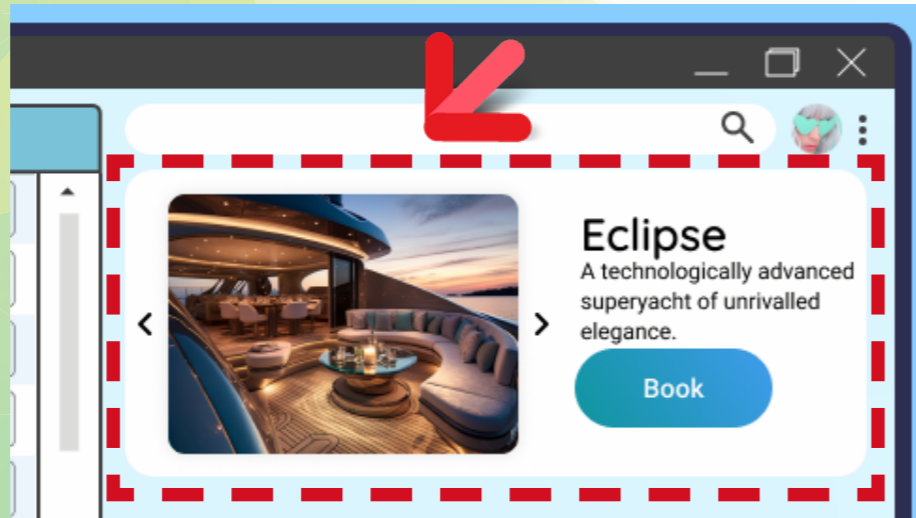 Eclipse
A technologically advanced
superyacht of unrivalled
elegance.
Book